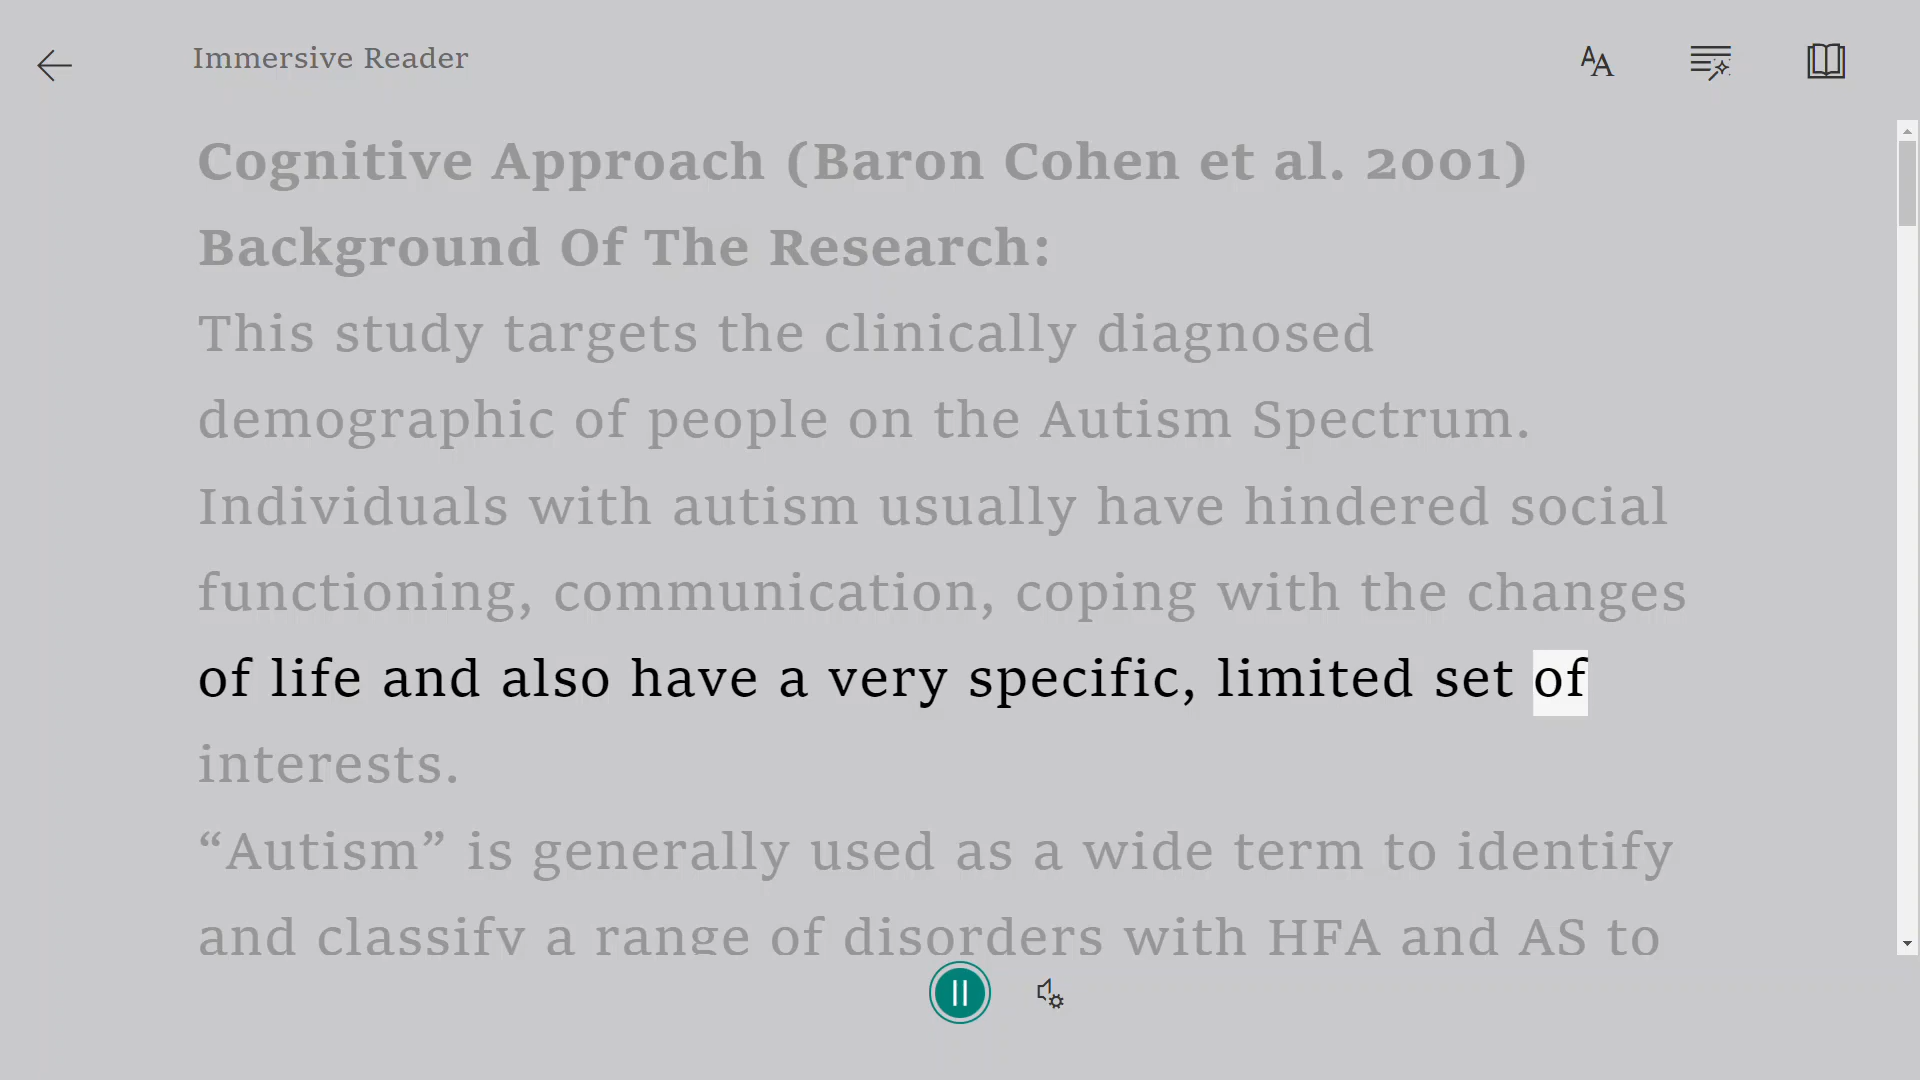 Immersive Reader
Cognitive Approach (Baron Cohen et al. 2001)
Background Of The Research:
This study targets the clinically diagnosed
demographic of people on the Autism Spectrum.
Individuals with autism usually have hindered social
functioning, communication, coping with the changes
of life and also have a very specific, limited set of
interests.
“Autism” is generally used as a wide term to identify
and classify a range of disorders with HFA and AS to